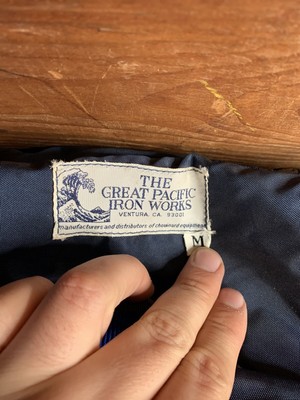 THE
GREAT PACIFIC
IRON WORKS
VENTURA, CA. 93001
manufacturers and distributors of chouinard equipment
M